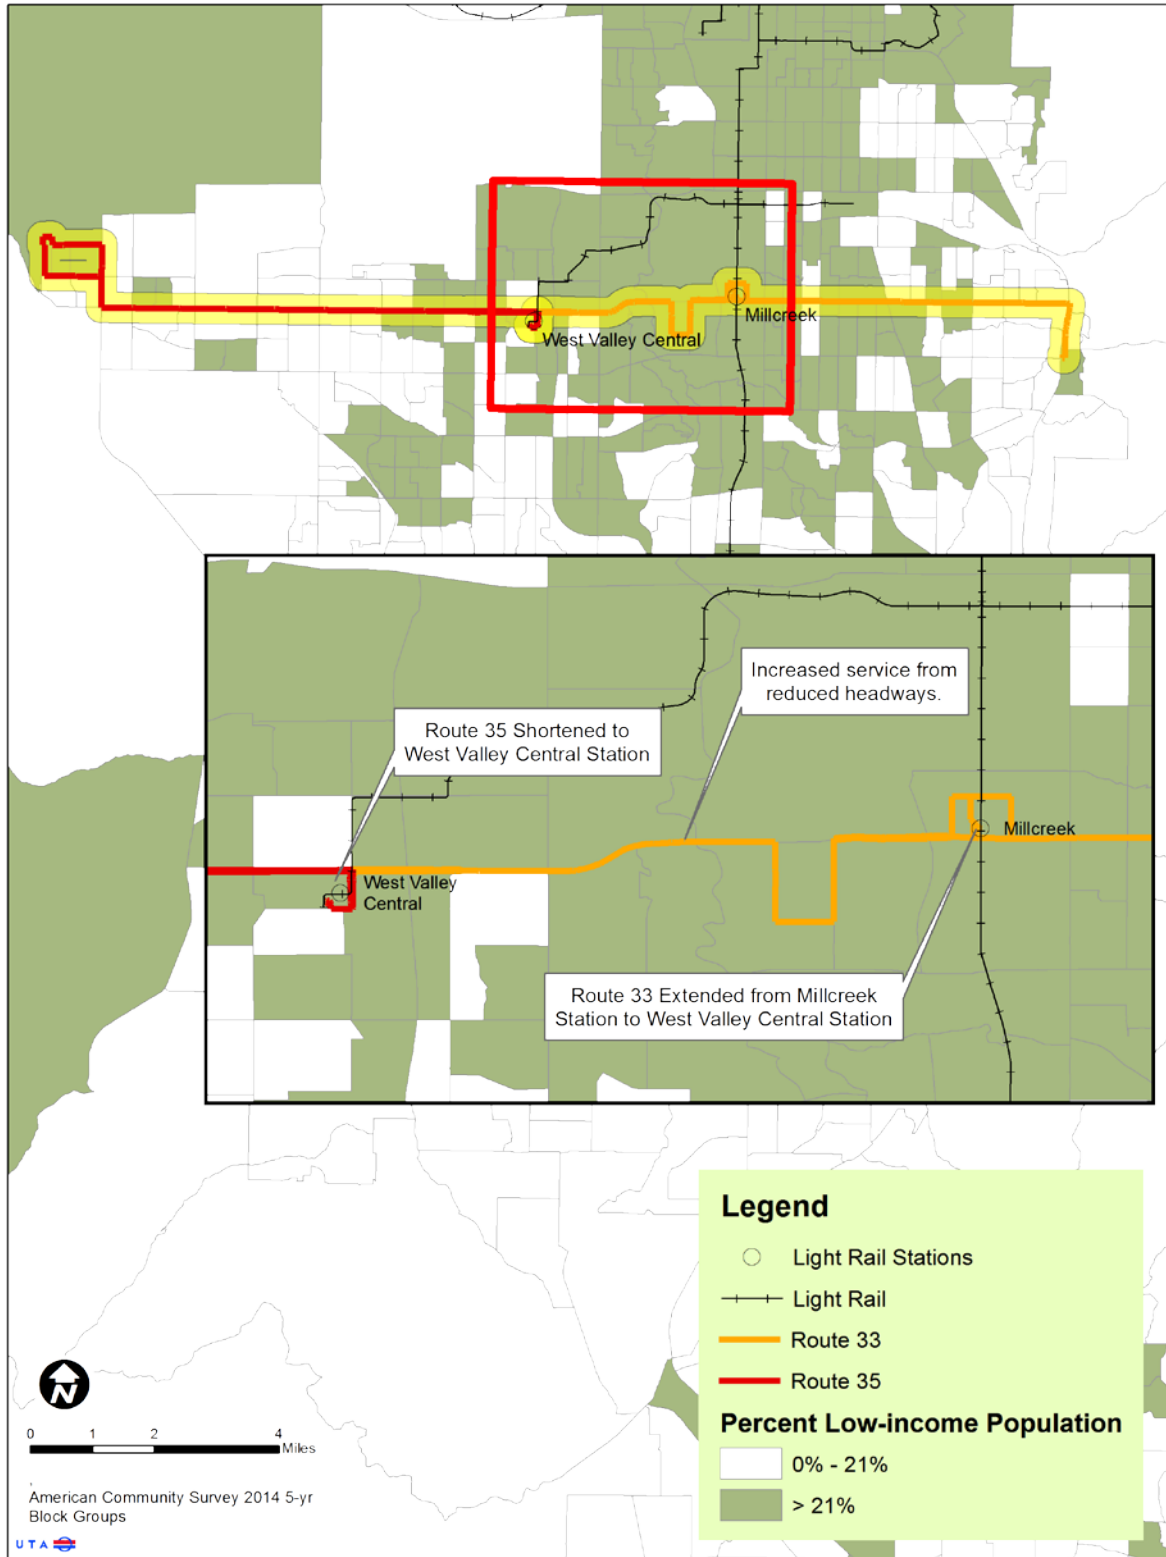 Millcreek
West Valley Central
Increased service from
reduced headways.
Route 35 Shortened to
West Valley Central Station
Millcreek
West Valley
Central
Route 33 Extended from Millcreek
Station to West Valley Central Station
Legend
Light Rail Stations
Light Rail
Route 33
Route 35
Percent Low-income Population
0% - 21%
> 21%
N
0 1 2 4
Miles
American Community Survey 2014 5-yr
Block Groups
UTA